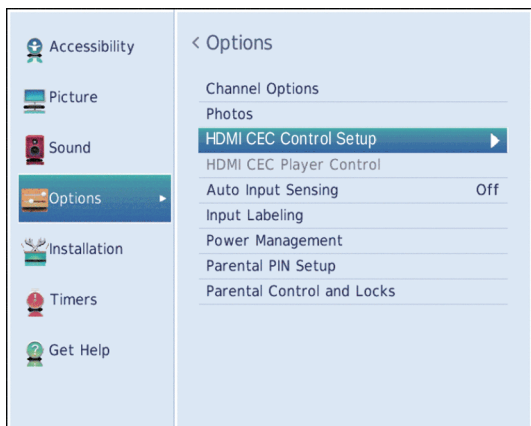 Accessibility
Picture
Sound
Options
Installation
Timers
Get Help
< Options
Channel Options
Photos
HDMI CEC Control Setup
HDMI CEC Player Control
Auto Input Sensing Off
Input Labeling
Power Management
Parental PIN Setup
Parental Control and Locks